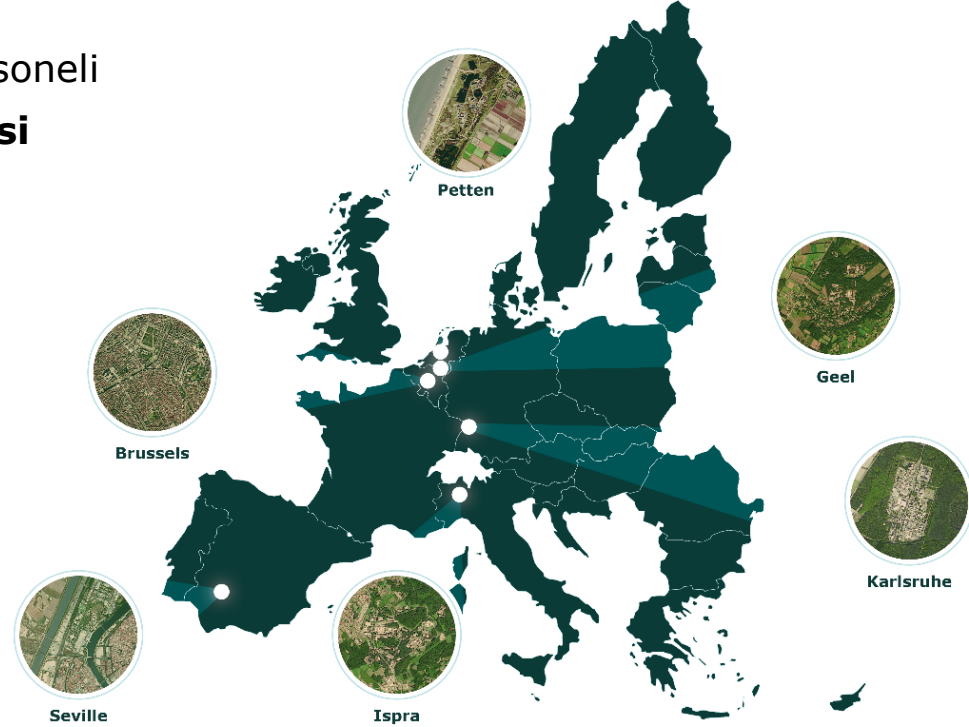 soneli
si
Petten
Geel
Brussels
Karlsruhe
Seville
Ispra